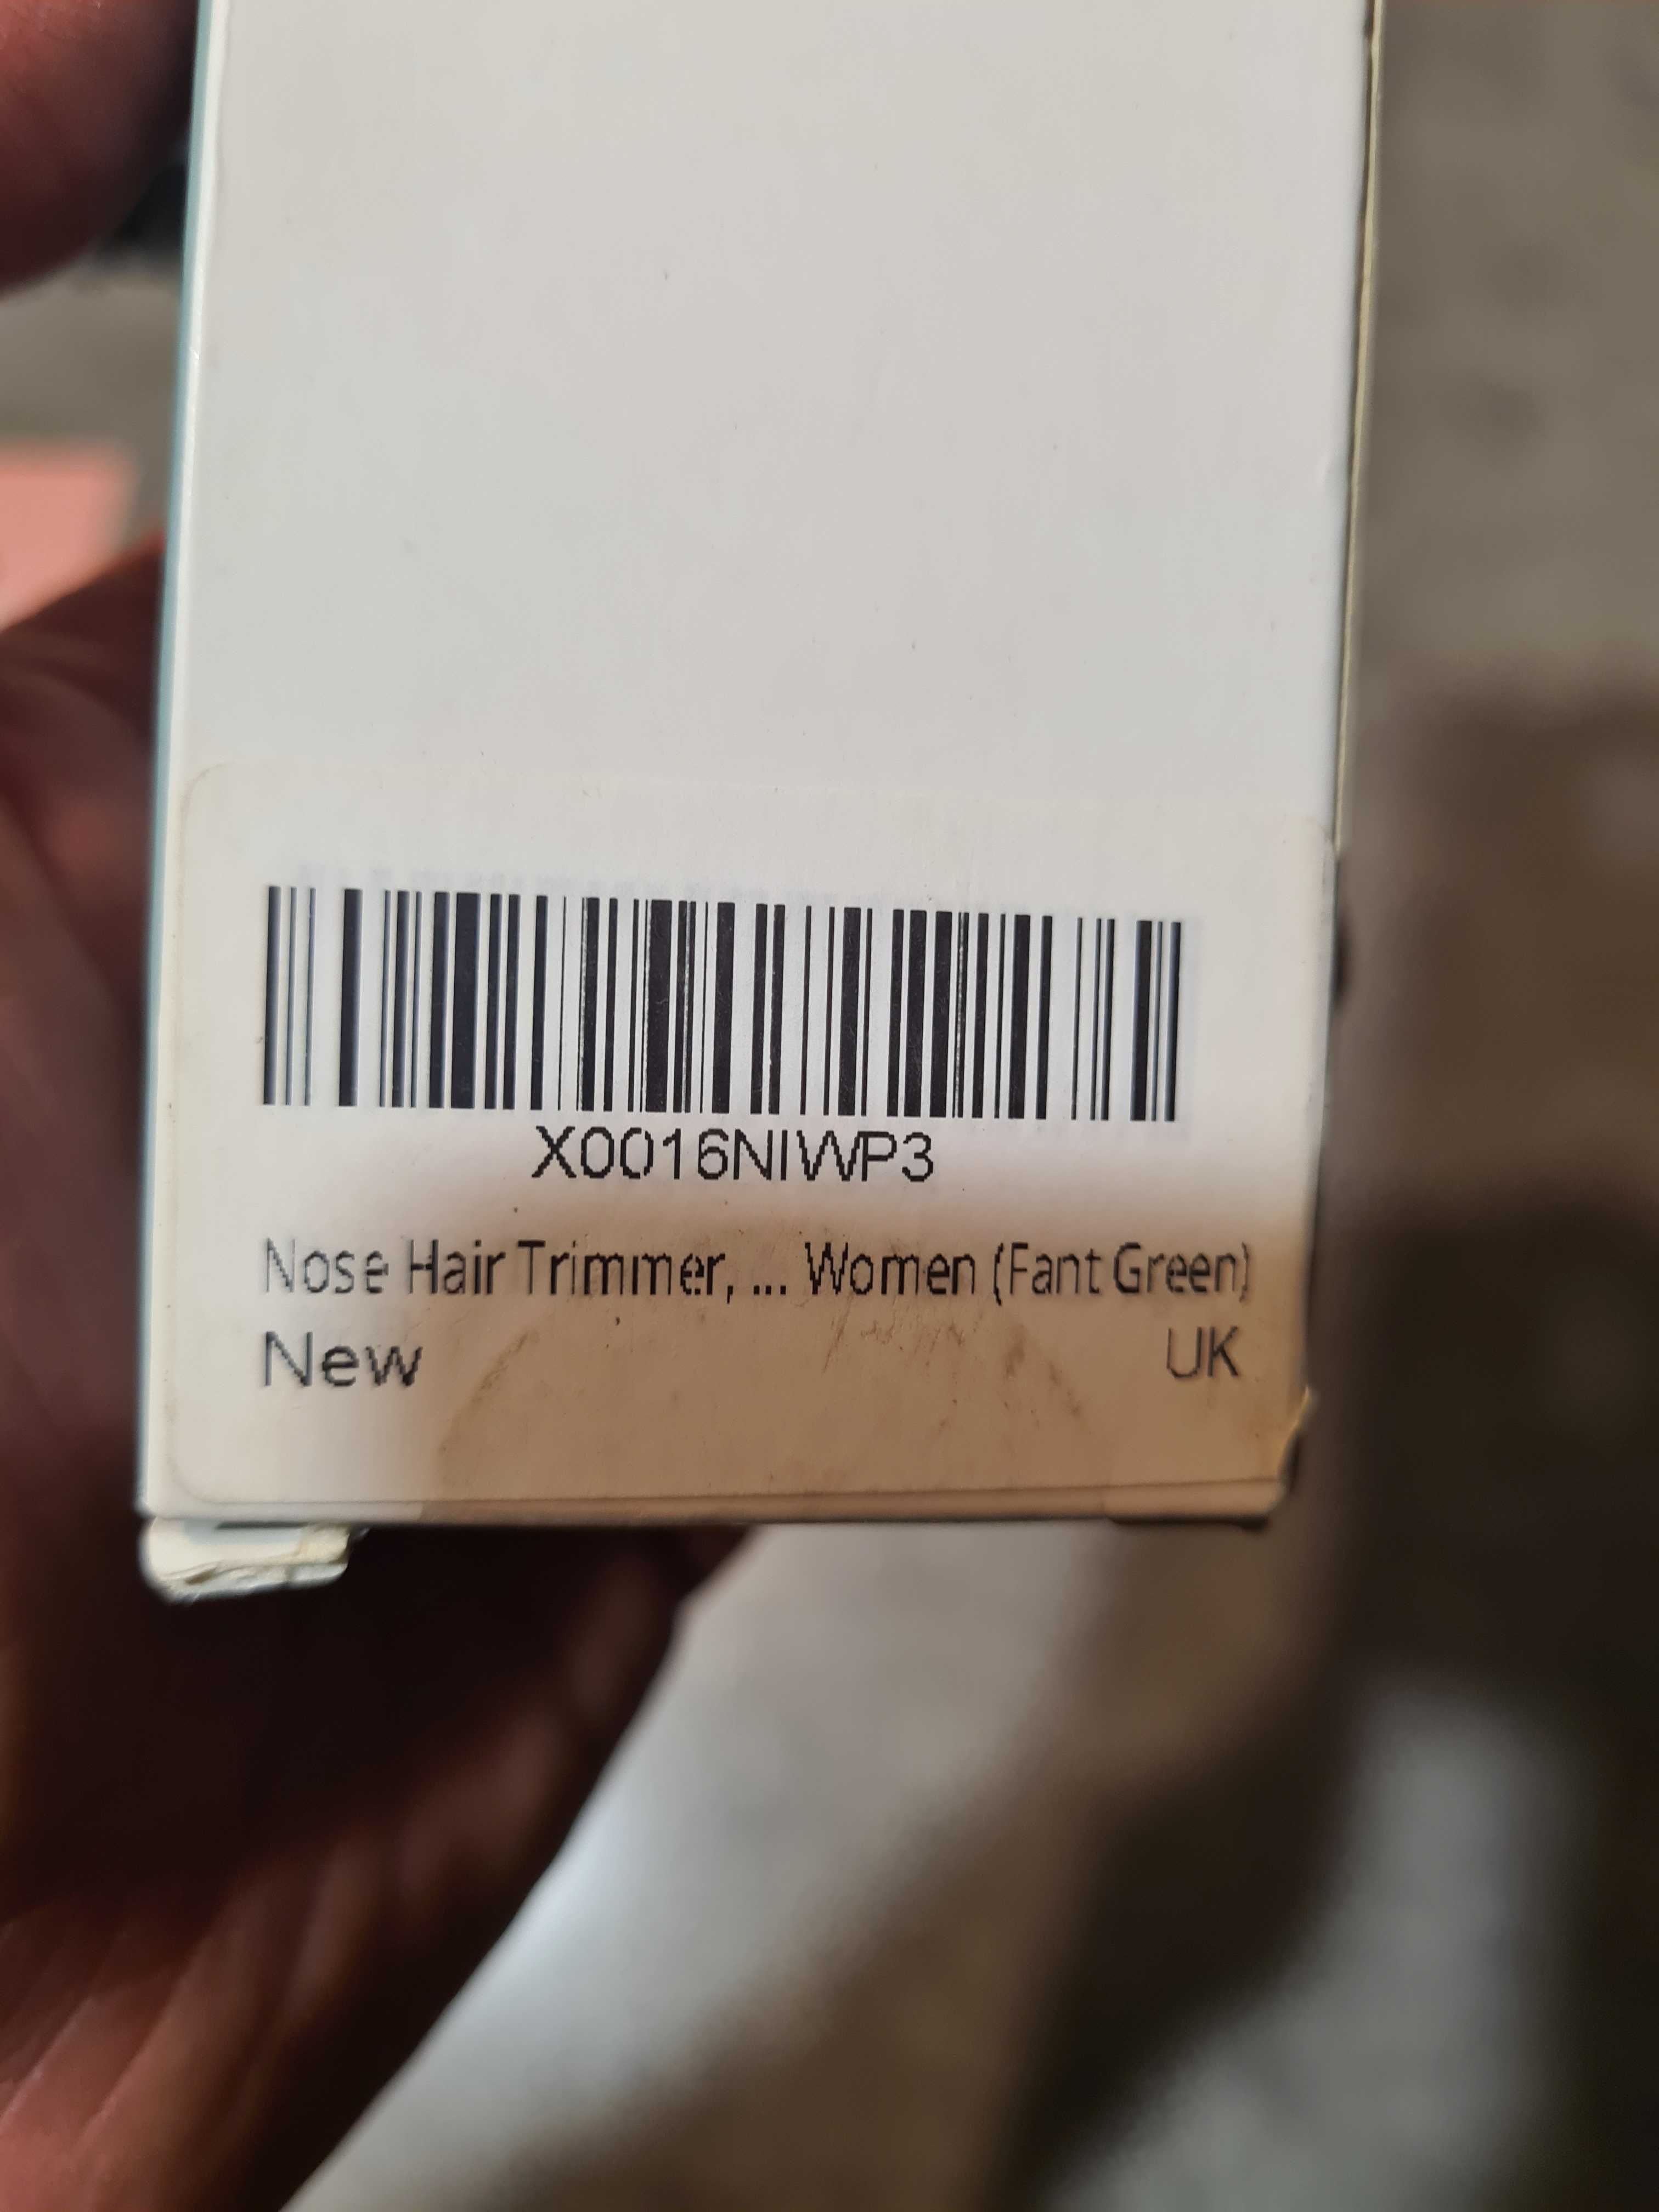 X0016NIWP3
Nose Hair Trimmer, ... Women (Fant Green)
New UK